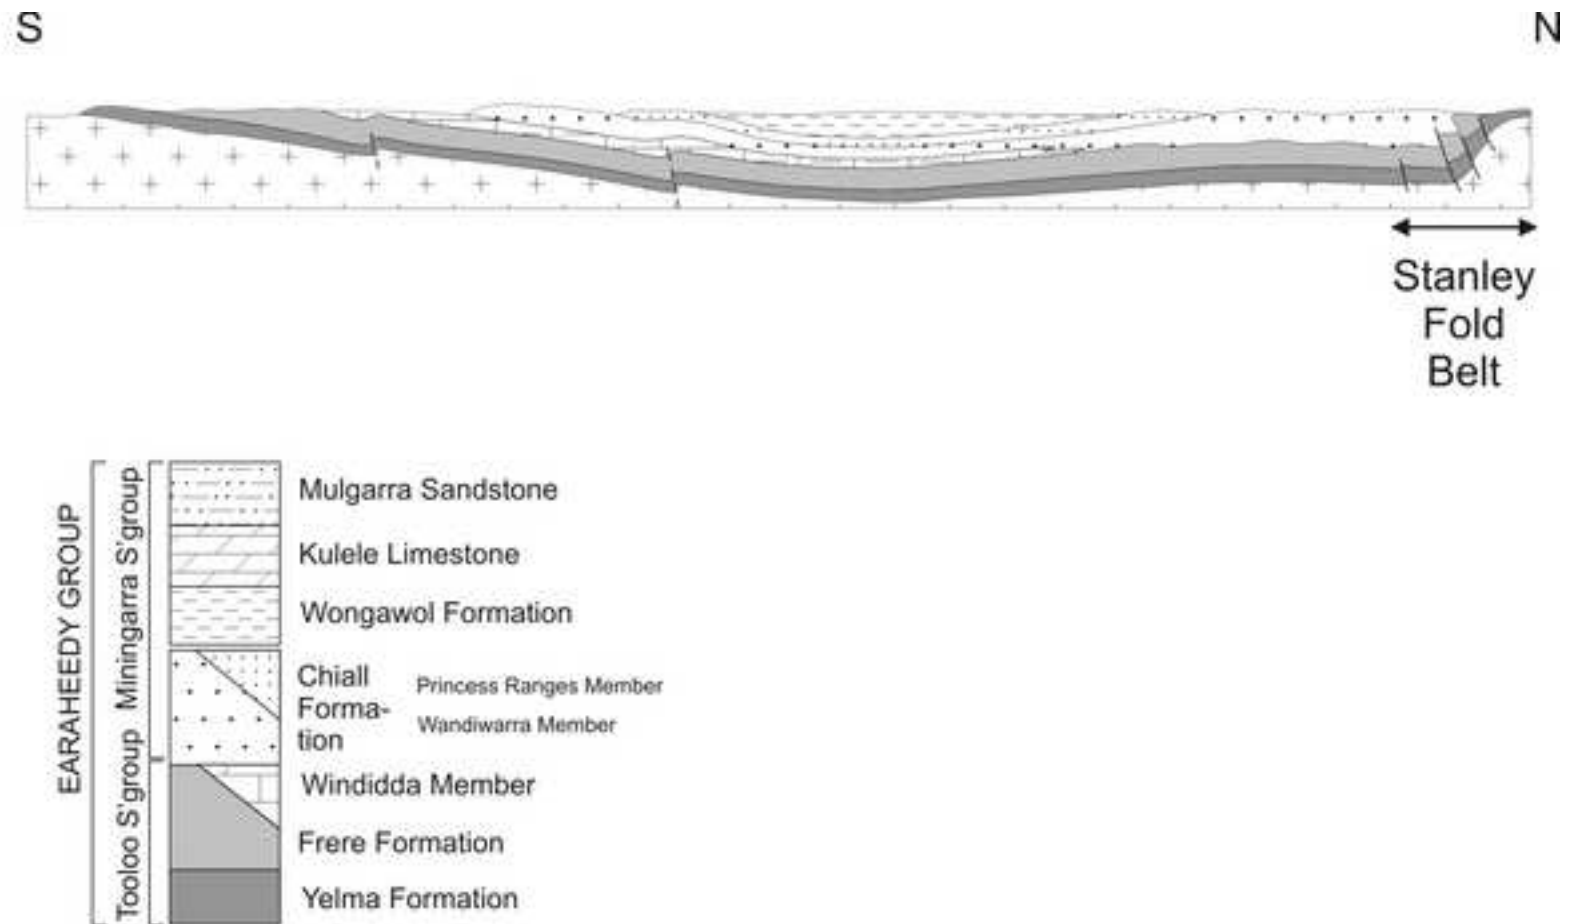 S
N
Stanley
Fold
Belt
EARAHEEDY GROUP
Miningarra S'group
Tooloo S'group
Mulgarra Sandstone
Kulele Limestone
Wongawol Formation
Chiall
Forma-
tion
Princess Ranges Member
Wandiwarra Member
Windidda Member
Frere Formation
Yelma Formation